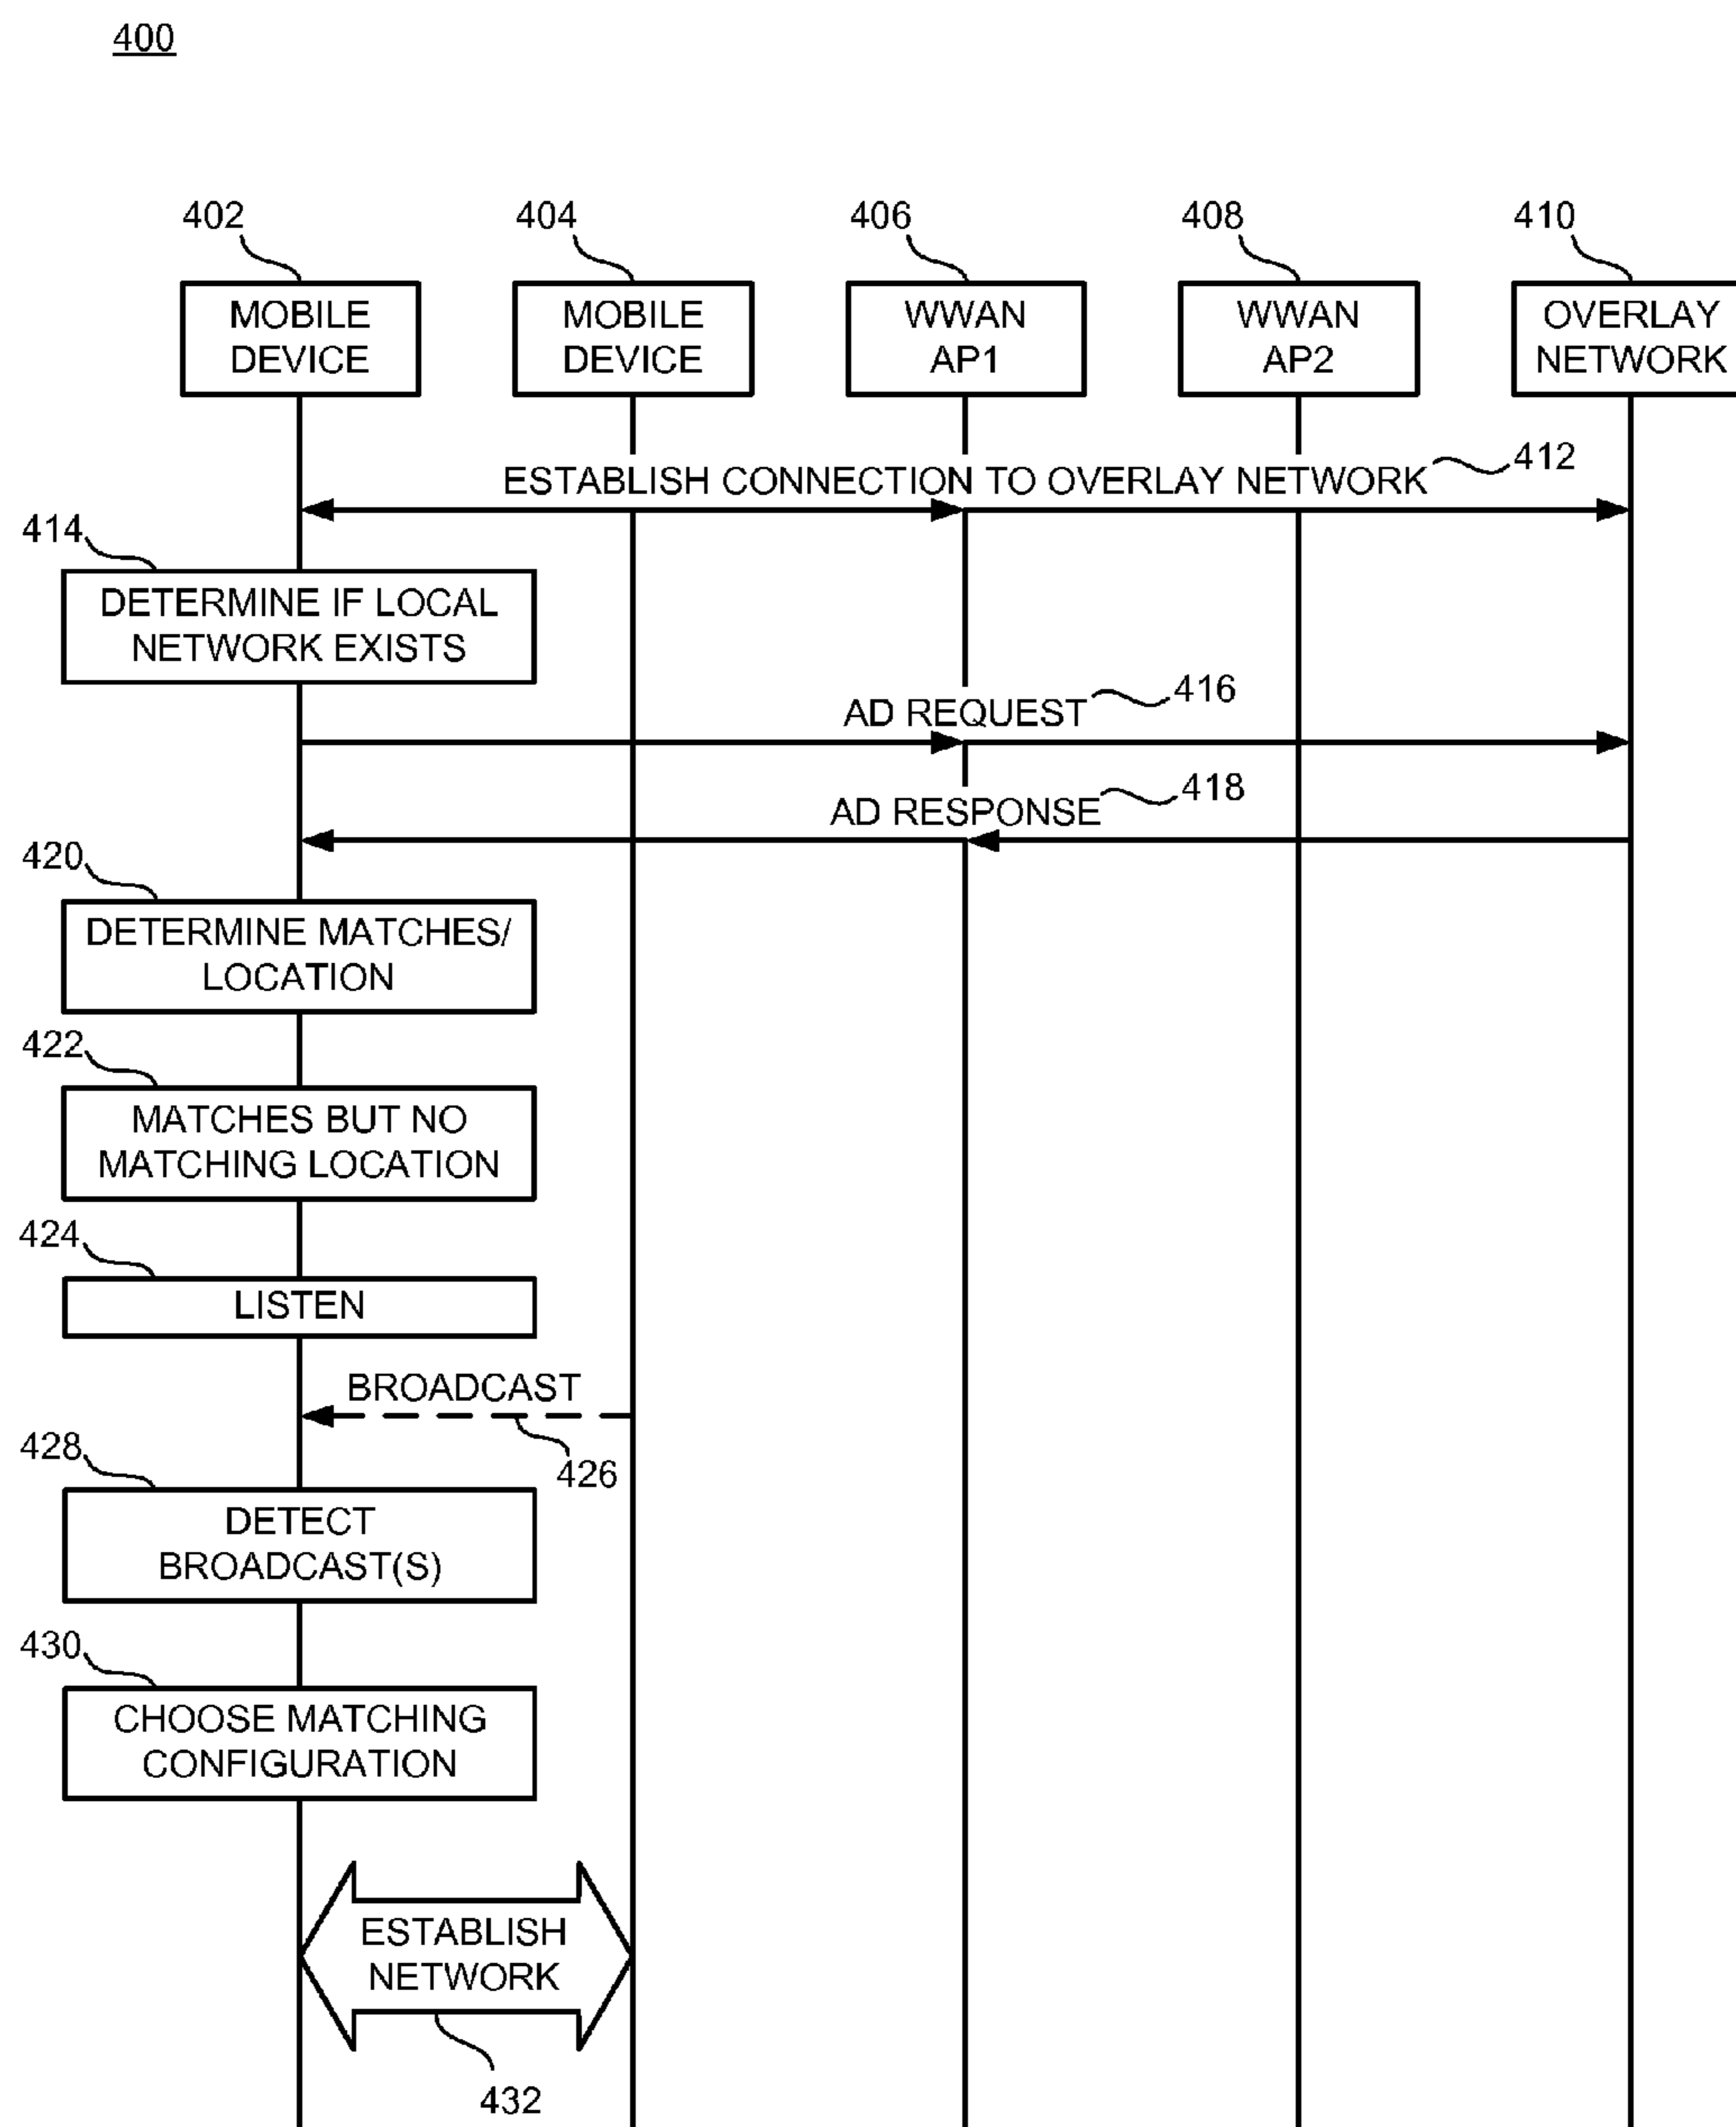 400
402
404
406
408
410
MOBILE
DEVICE
MOBILE
DEVICE
WWAN
AP1
WWAN
AP2
OVERLAY
NETWORK
ESTABLISH CONNECTION TO OVERLAY NETWORK
412
414
DETERMINE IF LOCAL
NETWORK EXISTS
AD REQUEST
416
AD RESPONSE
418
420
DETERMINE MATCHES/
LOCATION
422
MATCHES BUT NO
MATCHING LOCATION
424
LISTEN
BROADCAST
426
428
DETECT
BROADCAST(S)
430
CHOOSE MATCHING
CONFIGURATION
ESTABLISH
NETWORK
432